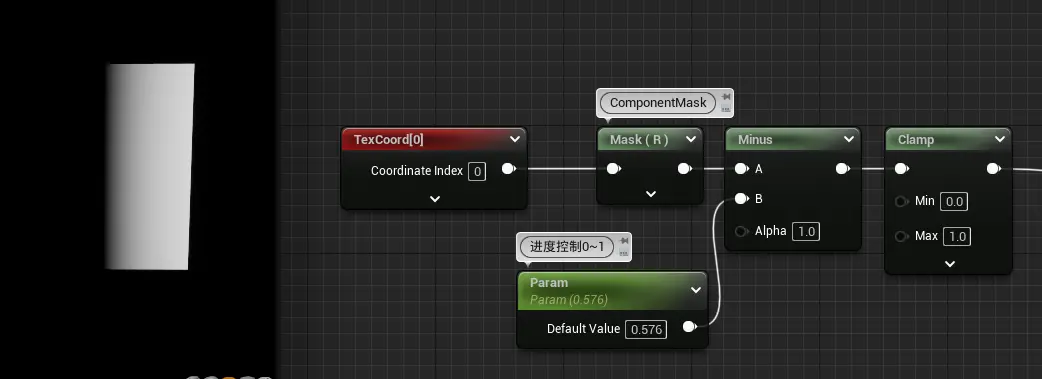 ComponentMask
TexCoord[0]
Mask ( R )
Minus
Clamp
Coordinate Index 0
A
B
Alpha 1.0
Min 0.0
Max 1.0
进度控制0~1
Param
Param (0.576)
Default Value 0.576